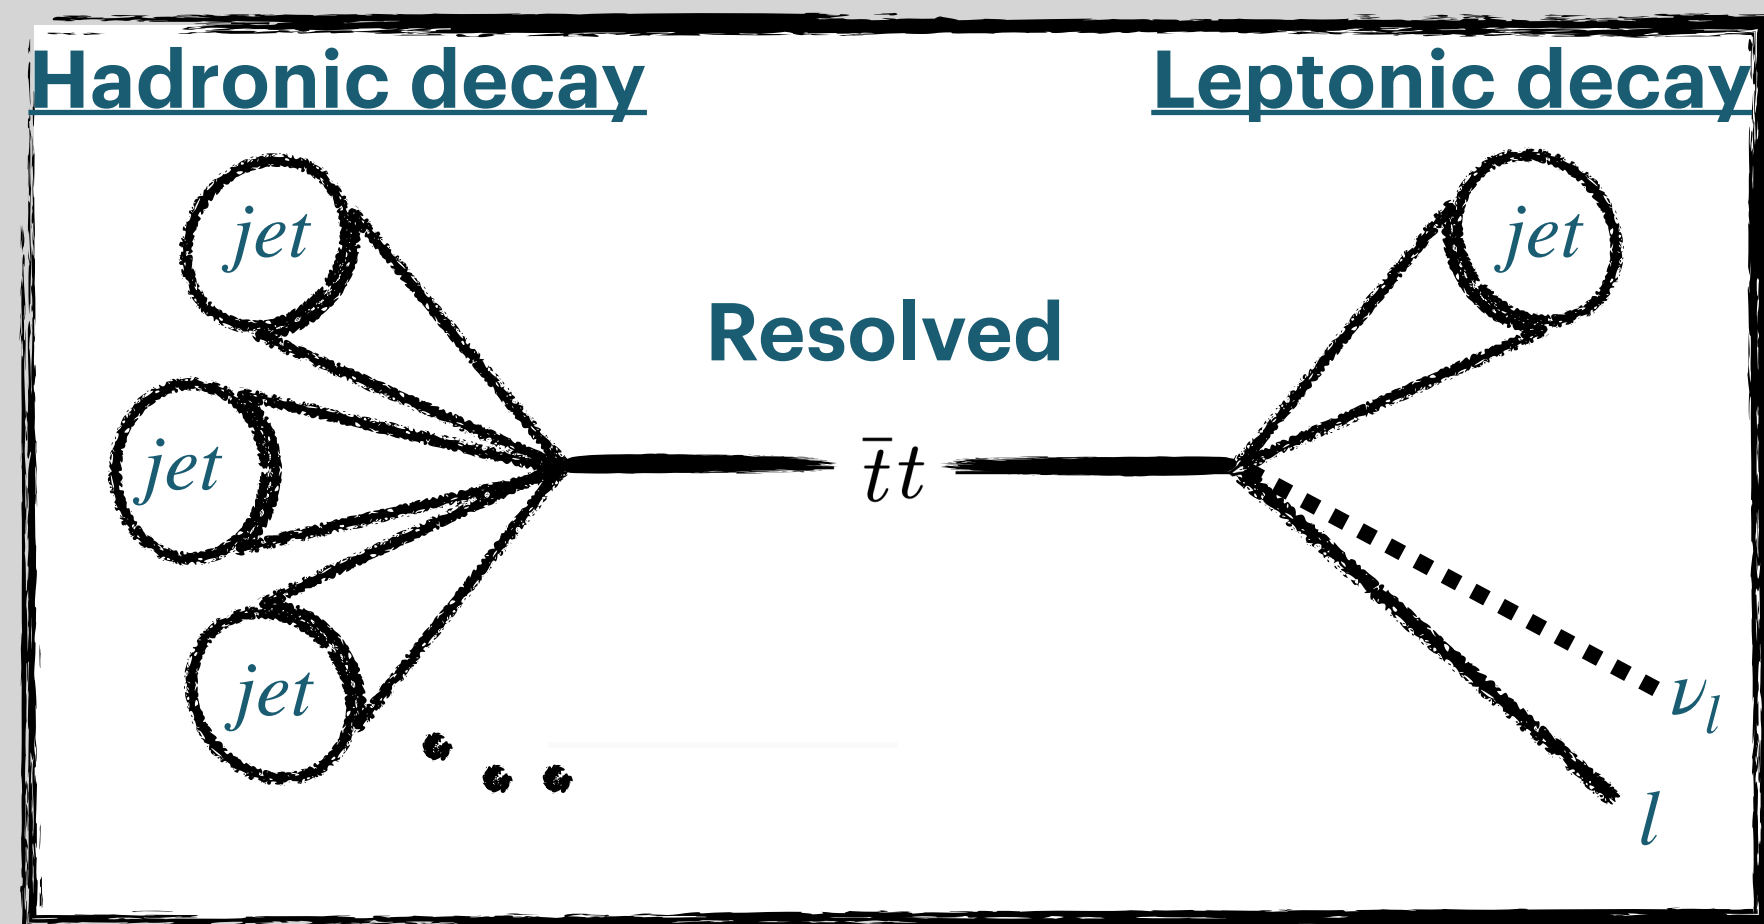 Hadronic decay
Leptonic decay
jet
jet
Resolved
jet
t̅t
jet
ν_l
l